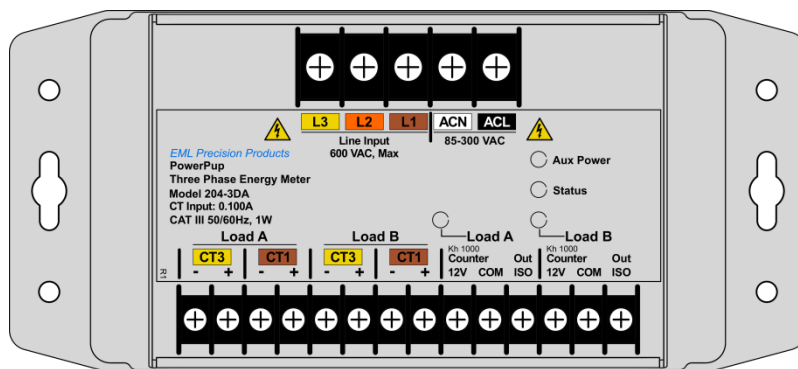 L3 L2 L1 ACN ACL
Line Input
600 VAC, Max
85-300 VAC
EML Precision Products
PowerPup
Three Phase Energy Meter
Model 204-3DA
CT Input: 0.100A
CAT III 50/60Hz, 1W
Aux Power
Status
Load A
Load B
Load A
Load B
CT3 CT1 CT3 CT1
- + - + - + - +
Kh 1000
Counter Out
12V COM ISO
Kh 1000
Counter Out
12V COM ISO
R1